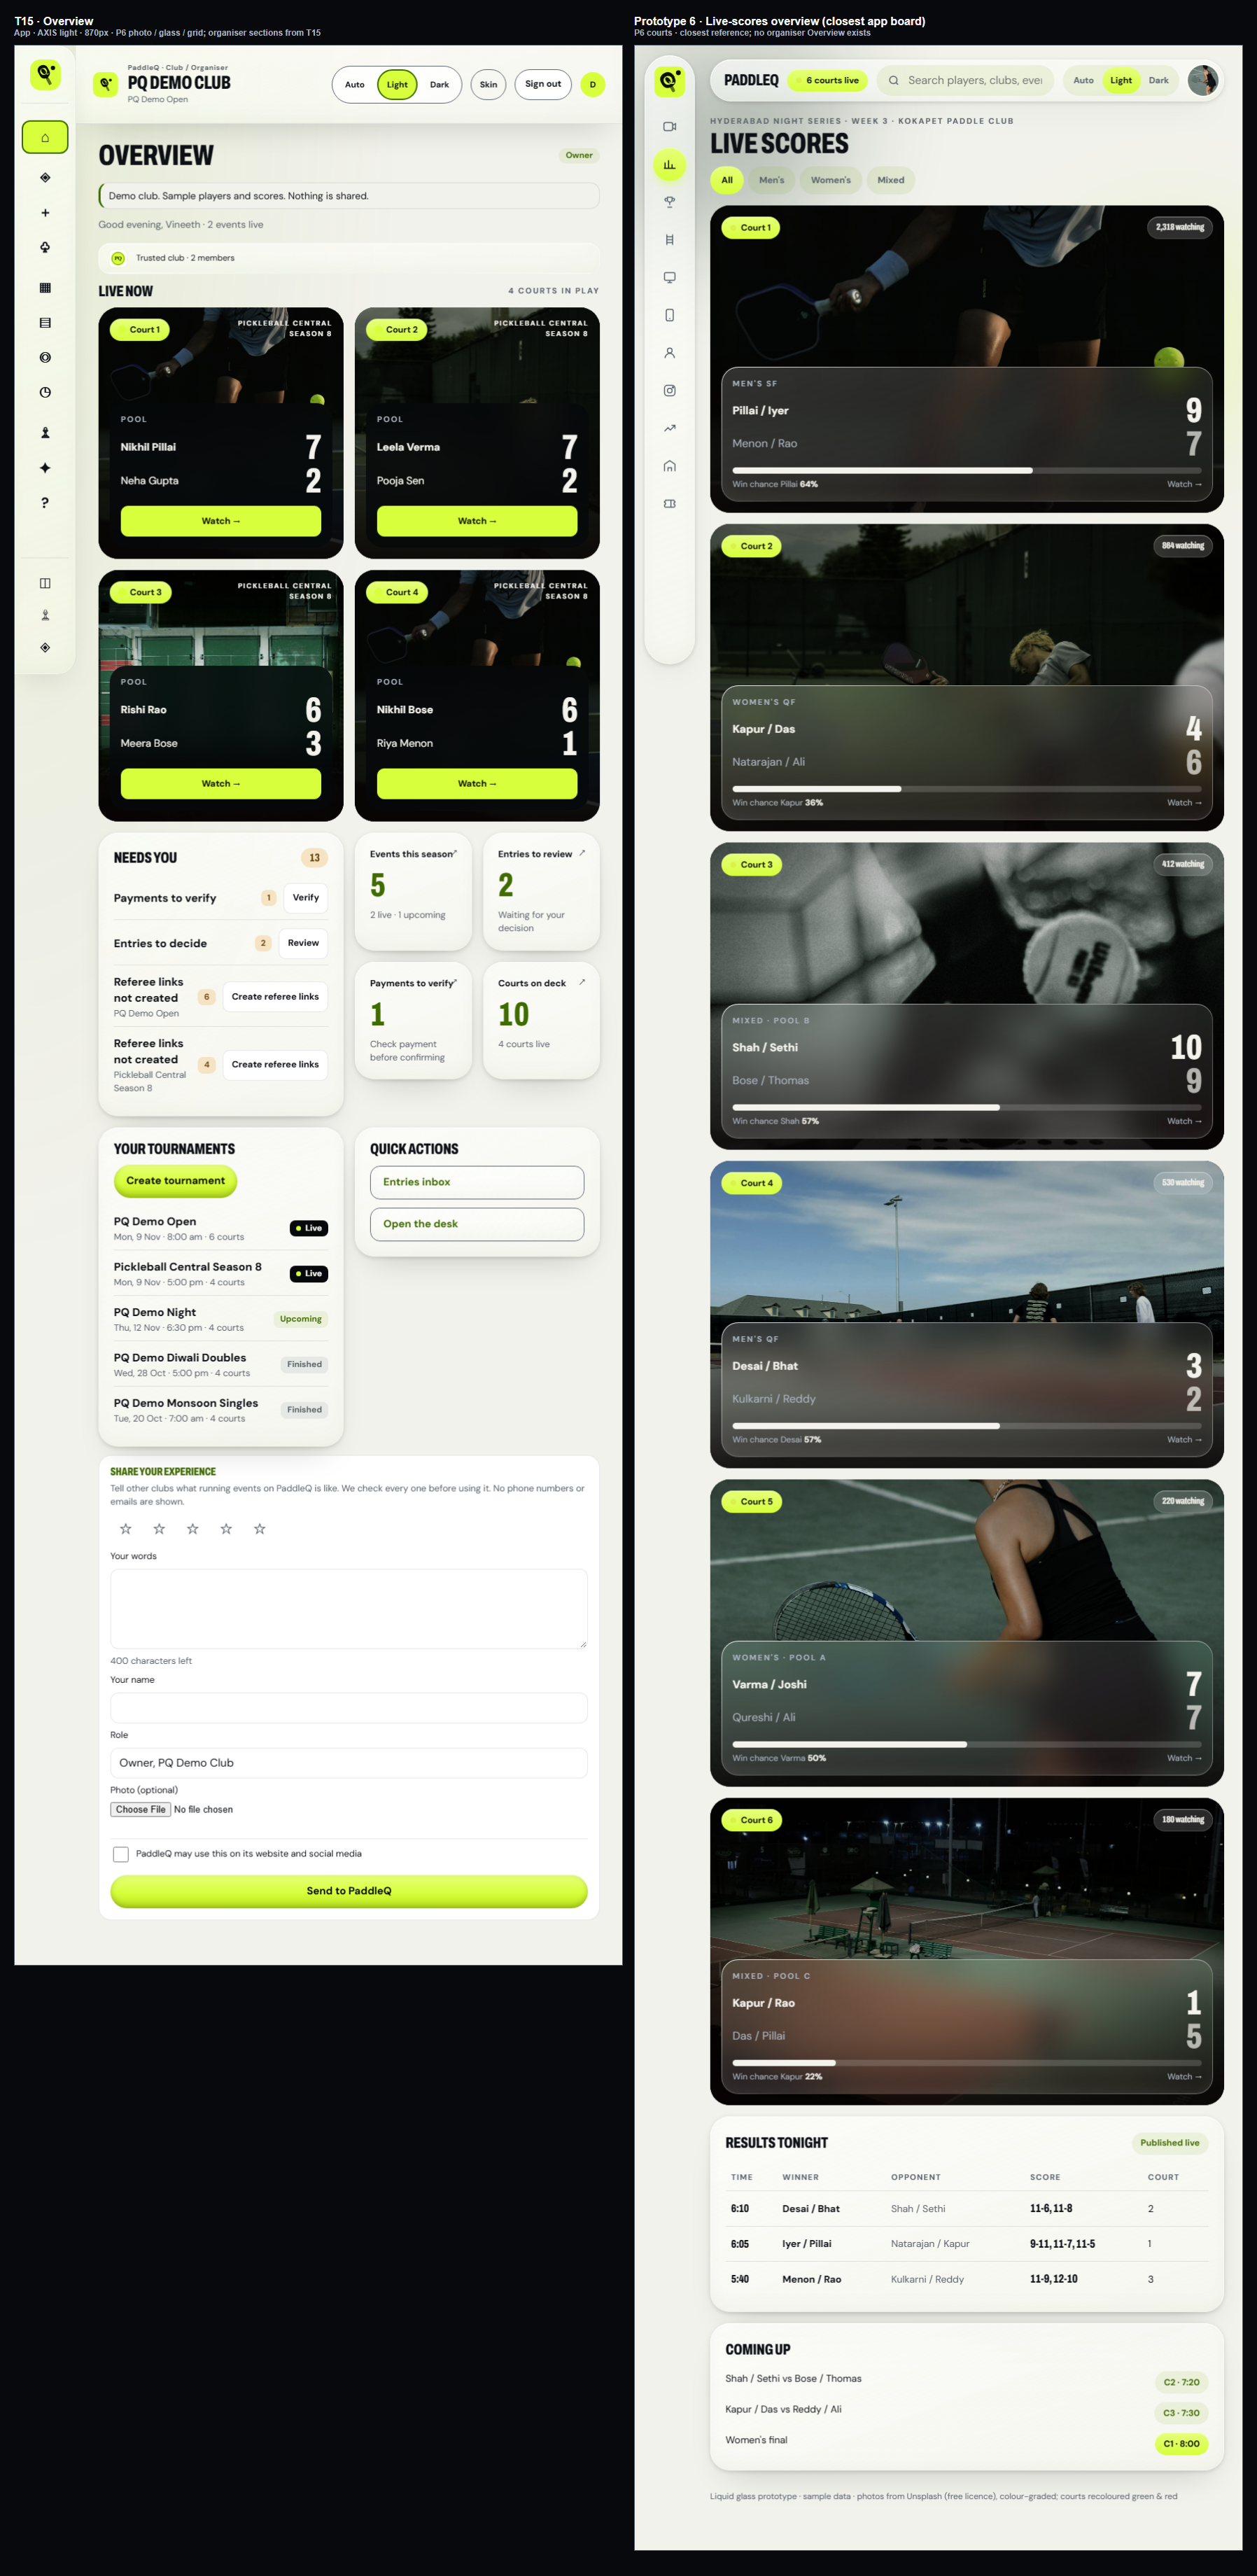 T15 · Overview
App · AXIS light · 870px · P6 photo / glass / grid; organiser sections from T15
PaddleQ · Club / Organiser
PQ DEMO CLUB
PQ Demo Open
Auto
Light
Dark
Skin
Sign out
D
OVERVIEW
Owner
Demo club. Sample players and scores. Nothing is shared.
Good evening, Vineeth · 2 events live
PQ
Trusted club · 2 members
LIVE NOW
4 COURTS IN PLAY
Court 1
PICKLEBALL CENTRAL
SEASON 8
POOL
Nikhil Pillai
7
Neha Gupta
2
Watch →
Court 2
PICKLEBALL CENTRAL
SEASON 8
POOL
Leela Verma
7
Pooja Sen
2
Watch →
Court 3
PICKLEBALL CENTRAL
SEASON 8
POOL
Rishi Rao
6
Meera Bose
3
Watch →
Court 4
PICKLEBALL CENTRAL
SEASON 8
POOL
Nikhil Bose
6
Riya Menon
1
Watch →
NEEDS YOU
13
Payments to verify
1
Verify
Entries to decide
2
Review
Referee links
not created
PQ Demo Open
6
Create referee links
Referee links
not created
Pickleball Central
Season 8
4
Create referee links
Events this season ↗
5
2 live · 1 upcoming
Entries to review ↗
2
Waiting for your
decision
Payments to verify ↗
1
Check payment
before confirming
Courts on deck ↗
10
4 courts live
YOUR TOURNAMENTS
Create tournament
PQ Demo Open
Mon, 9 Nov · 8:00 am · 6 courts
Live
Pickleball Central Season 8
Mon, 9 Nov · 5:00 pm · 4 courts
Live
PQ Demo Night
Thu, 12 Nov · 6:30 pm · 4 courts
Upcoming
PQ Demo Diwali Doubles
Wed, 28 Oct · 5:00 pm · 4 courts
Finished
PQ Demo Monsoon Singles
Tue, 20 Oct · 7:00 am · 4 courts
Finished
QUICK ACTIONS
Entries inbox
Open the desk
SHARE YOUR EXPERIENCE
Tell other clubs what running events on PaddleQ is like. We check every one before using it. No phone numbers or
emails are shown.
Your words
400 characters left
Your name
Role
Owner, PQ Demo Club
Photo (optional)
Choose File No file chosen
PaddleQ may use this on its website and social media
Send to PaddleQ
Prototype 6 · Live-scores overview (closest app board)
P6 courts · closest reference; no organiser Overview exists
PADDLEQ
6 courts live
Search players, clubs, ever
Auto
Light
Dark
HYDERABAD NIGHT SERIES · WEEK 3 · KOKAPET PADDLE CLUB
LIVE SCORES
All
Men's
Women's
Mixed
Court 1
2,318 watching
MEN'S SF
Pillai / Iyer
9
Menon / Rao
7
Win chance Pillai 64%
Watch →
Court 2
864 watching
WOMEN'S QF
Kapur / Das
4
Natarajan / Ali
6
Win chance Kapur 36%
Watch →
Court 3
412 watching
MIXED · POOL B
Shah / Sethi
10
Bose / Thomas
9
Win chance Shah 57%
Watch →
Court 4
530 watching
MEN'S QF
Desai / Bhat
3
Kulkarni / Reddy
2
Win chance Desai 57%
Watch →
Court 5
220 watching
WOMEN'S · POOL A
Varma / Joshi
7
Qureshi / Ali
7
Win chance Varma 50%
Watch →
Court 6
180 watching
MIXED · POOL C
Kapur / Rao
1
Das / Pillai
5
Win chance Kapur 22%
Watch →
RESULTS TONIGHT
Published live
TIME WINNER OPPONENT SCORE COURT
6:10 Desai / Bhat Shah / Sethi 11-6, 11-8 2
6:05 Iyer / Pillai Natarajan / Kapur 9-11, 11-7, 11-5 1
5:40 Menon / Rao Kulkarni / Reddy 11-9, 12-10 3
COMING UP
Shah / Sethi vs Bose / Thomas
C2 · 7:20
Kapur / Das vs Reddy / Ali
C3 · 7:30
Women's final
C1 · 8:00
Liquid glass prototype · sample data · photos from Unsplash (free licence), colour-graded; courts recoloured green & red